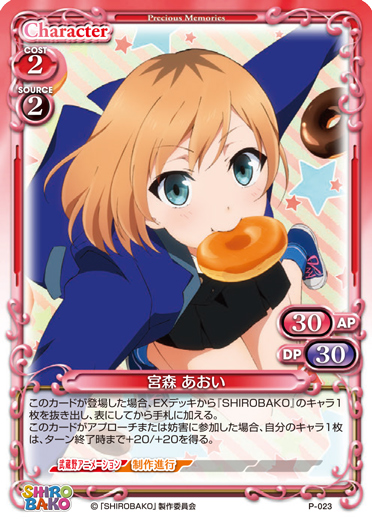 Precious Memories
Character
COST
2
SOURCE
2
30 AP
DP 30
宮森 あおい
このカードが登場した場合、EXデッキから『SHIROBAKO』のキャラ1
枚を抜き出し、表にしてから手札に加える。
このカードがアプローチまたは妨害に参加した場合、自分のキャラ1枚
は、ターン終了時まで+20/+20を得る。
武蔵野アニメーション 制作進行
SHIRO
BAKO
©「SHIROBAKO」製作委員会
P-023